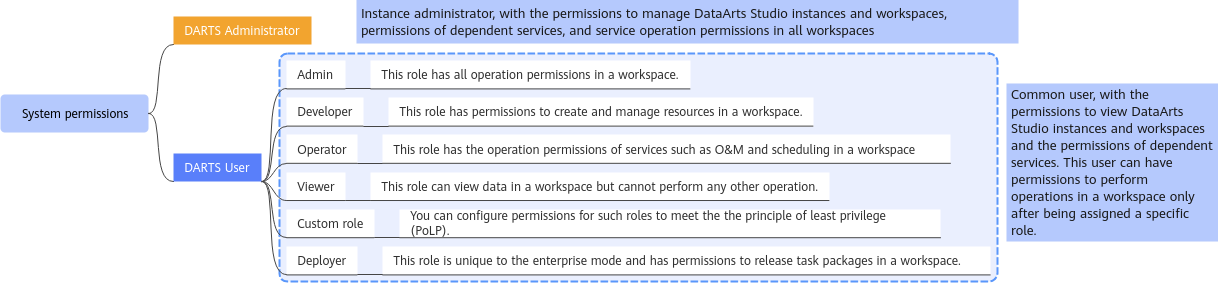 Instance administrator, with the permissions to manage DataArts Studio instances and workspaces,
permissions of dependent services, and service operation permissions in all workspaces
DARTS Administrator
System permissions
DARTS User
Admin
This role has all operation permissions in a workspace.
Developer
This role has permissions to create and manage resources in a workspace.
Operator
This role has the operation permissions of services such as O&M and scheduling in a workspace
Viewer
This role can view data in a workspace but cannot perform any other operation.
Custom role
You can configure permissions for such roles to meet the the principle of least privilege
(PoLP).
Deployer
This role is unique to the enterprise mode and has permissions to release task packages in a workspace.
Common user, with the
permissions to view DataArts
Studio instances and workspaces
and the permissions of dependent
services. This user can have
permissions to perform
operations in a workspace only
after being assigned a specific
role.